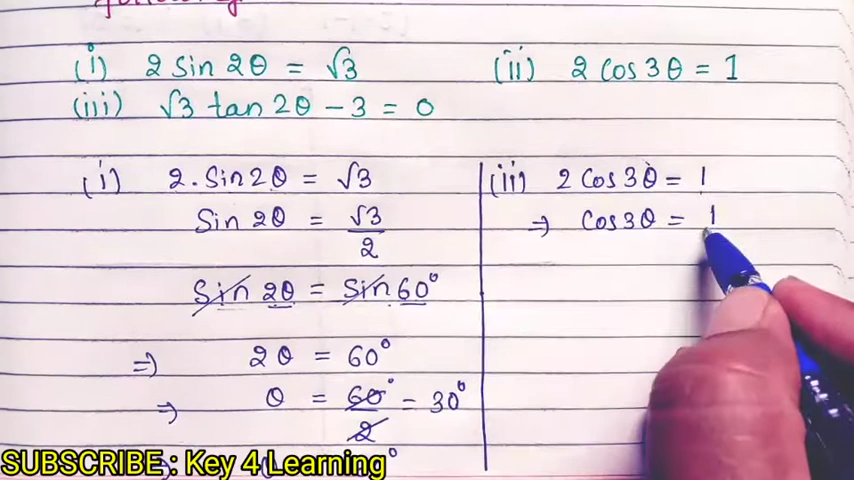 following
(i) 2 Sin 2θ = √3 (ii) 2 Cos 3θ = 1
(iii) √3 tan 2θ - 3 = 0
(i) 2. Sin 2θ = √3
Sin 2θ = √3/2
Sin 2θ = Sin 60°
=) 2θ = 60°
=) θ = 60°/2 = 30°
(ii) 2 Cos 3θ = 1
=) Cos 3θ = 1
SUBSCRIBE : Key 4 Learning